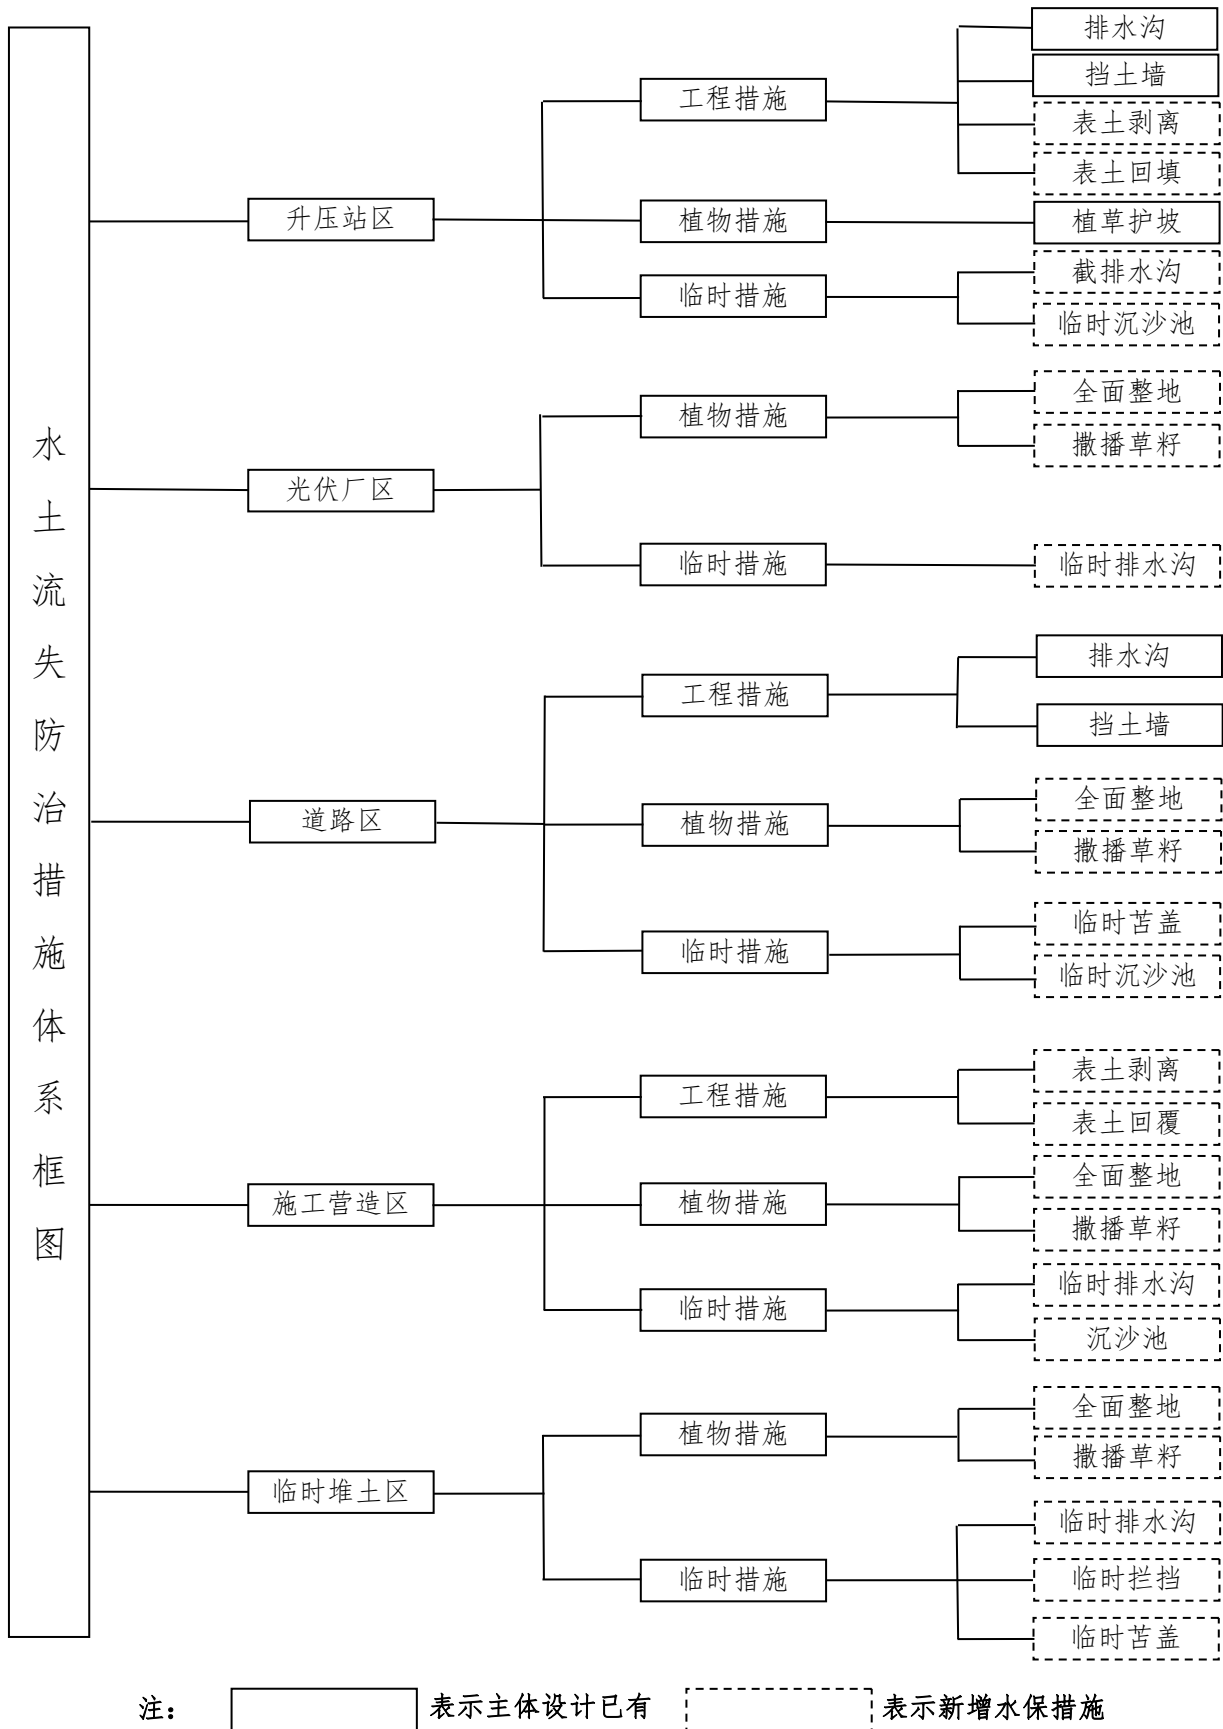 水土流失防治措施体系框图
升压站区
工程措施
排水沟
挡土墙
表土剥离
表土回填
植物措施
植草护坡
临时措施
截排水沟
临时沉沙池
光伏厂区
植物措施
全面整地
撒播草籽
临时措施
临时排水沟
道路区
工程措施
排水沟
挡土墙
植物措施
全面整地
撒播草籽
临时措施
临时苫盖
临时沉沙池
施工营造区
工程措施
表土剥离
表土回覆
植物措施
全面整地
撒播草籽
临时措施
临时排水沟
沉沙池
临时堆土区
植物措施
全面整地
撒播草籽
临时措施
临时排水沟
临时拦挡
临时苫盖
注： 表示主体设计已有 表示新增水保措施